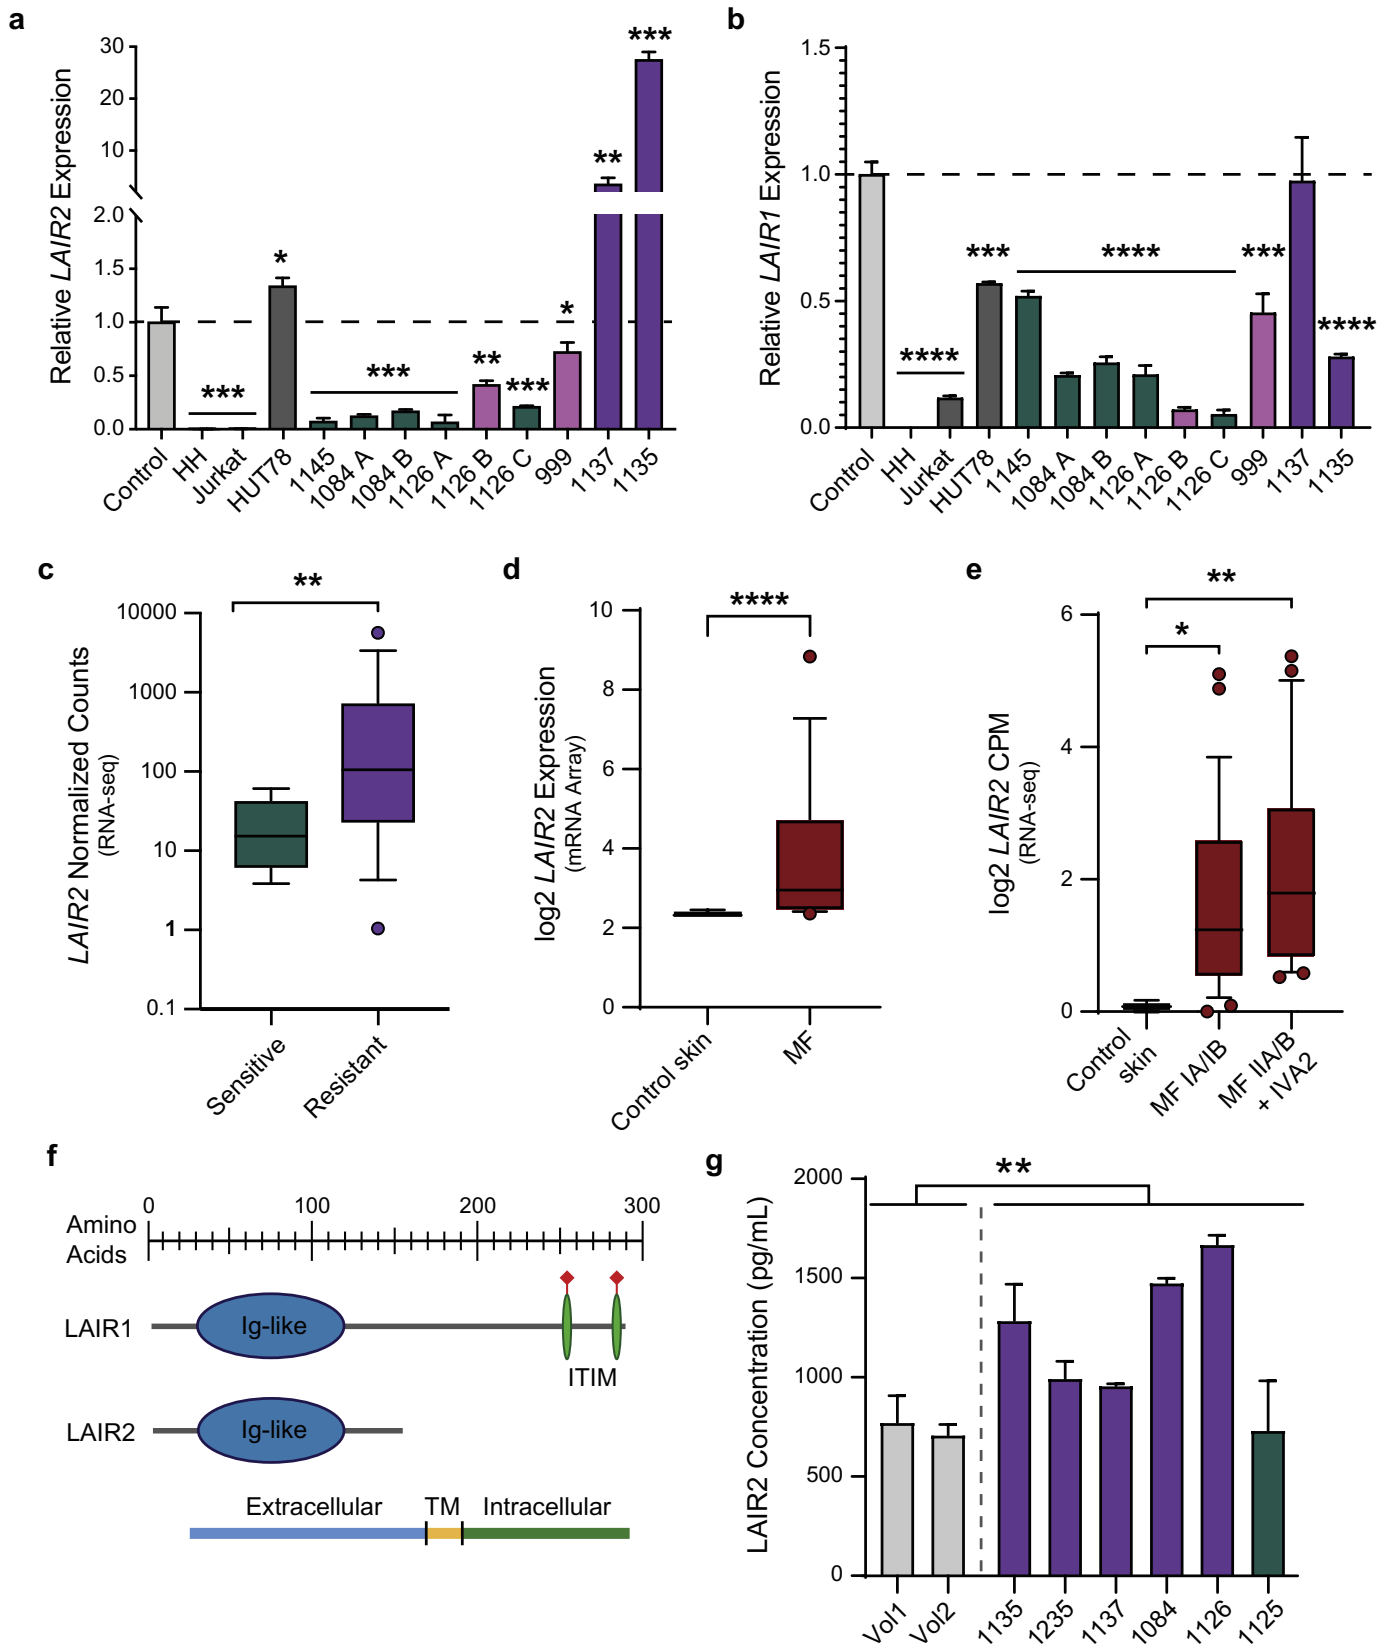 a
Relative LAIR2 Expression
30
20
10
2.0
1.5
1.0
0.5
0.0
***
*
***
**
***
*
**
***
Control
HH
Jurkat
HUT78
1145
1084 A
1084 B
1126 A
1126 B
1126 C
999
1137
1135
b
Relative LAIR1 Expression
1.5
1.0
0.5
0.0
****
***
****
***
****
Control
HH
Jurkat
HUT78
1145
1084 A
1084 B
1126 A
1126 B
1126 C
999
1137
1135
c
LAIR2 Normalized Counts
(RNA-seq)
10000
1000
100
10
1
0.1
**
Sensitive
Resistant
d
log2 LAIR2 Expression
(mRNA Array)
10
8
6
4
2
0
****
Control skin
MF
e
log2 LAIR2 CPM
(RNA-seq)
6
4
2
0
**
*
Control
skin
MF IA/IB
MF IIA/B
+ IVA2
f
0 100 200 300
Amino
Acids
LAIR1
Ig-like
ITIM
LAIR2
Ig-like
Extracellular TM Intracellular
g
LAIR2 Concentration (pg/mL)
2000
1500
1000
500
0
**
Vol1
Vol2
1135
1235
1137
1084
1126
1125